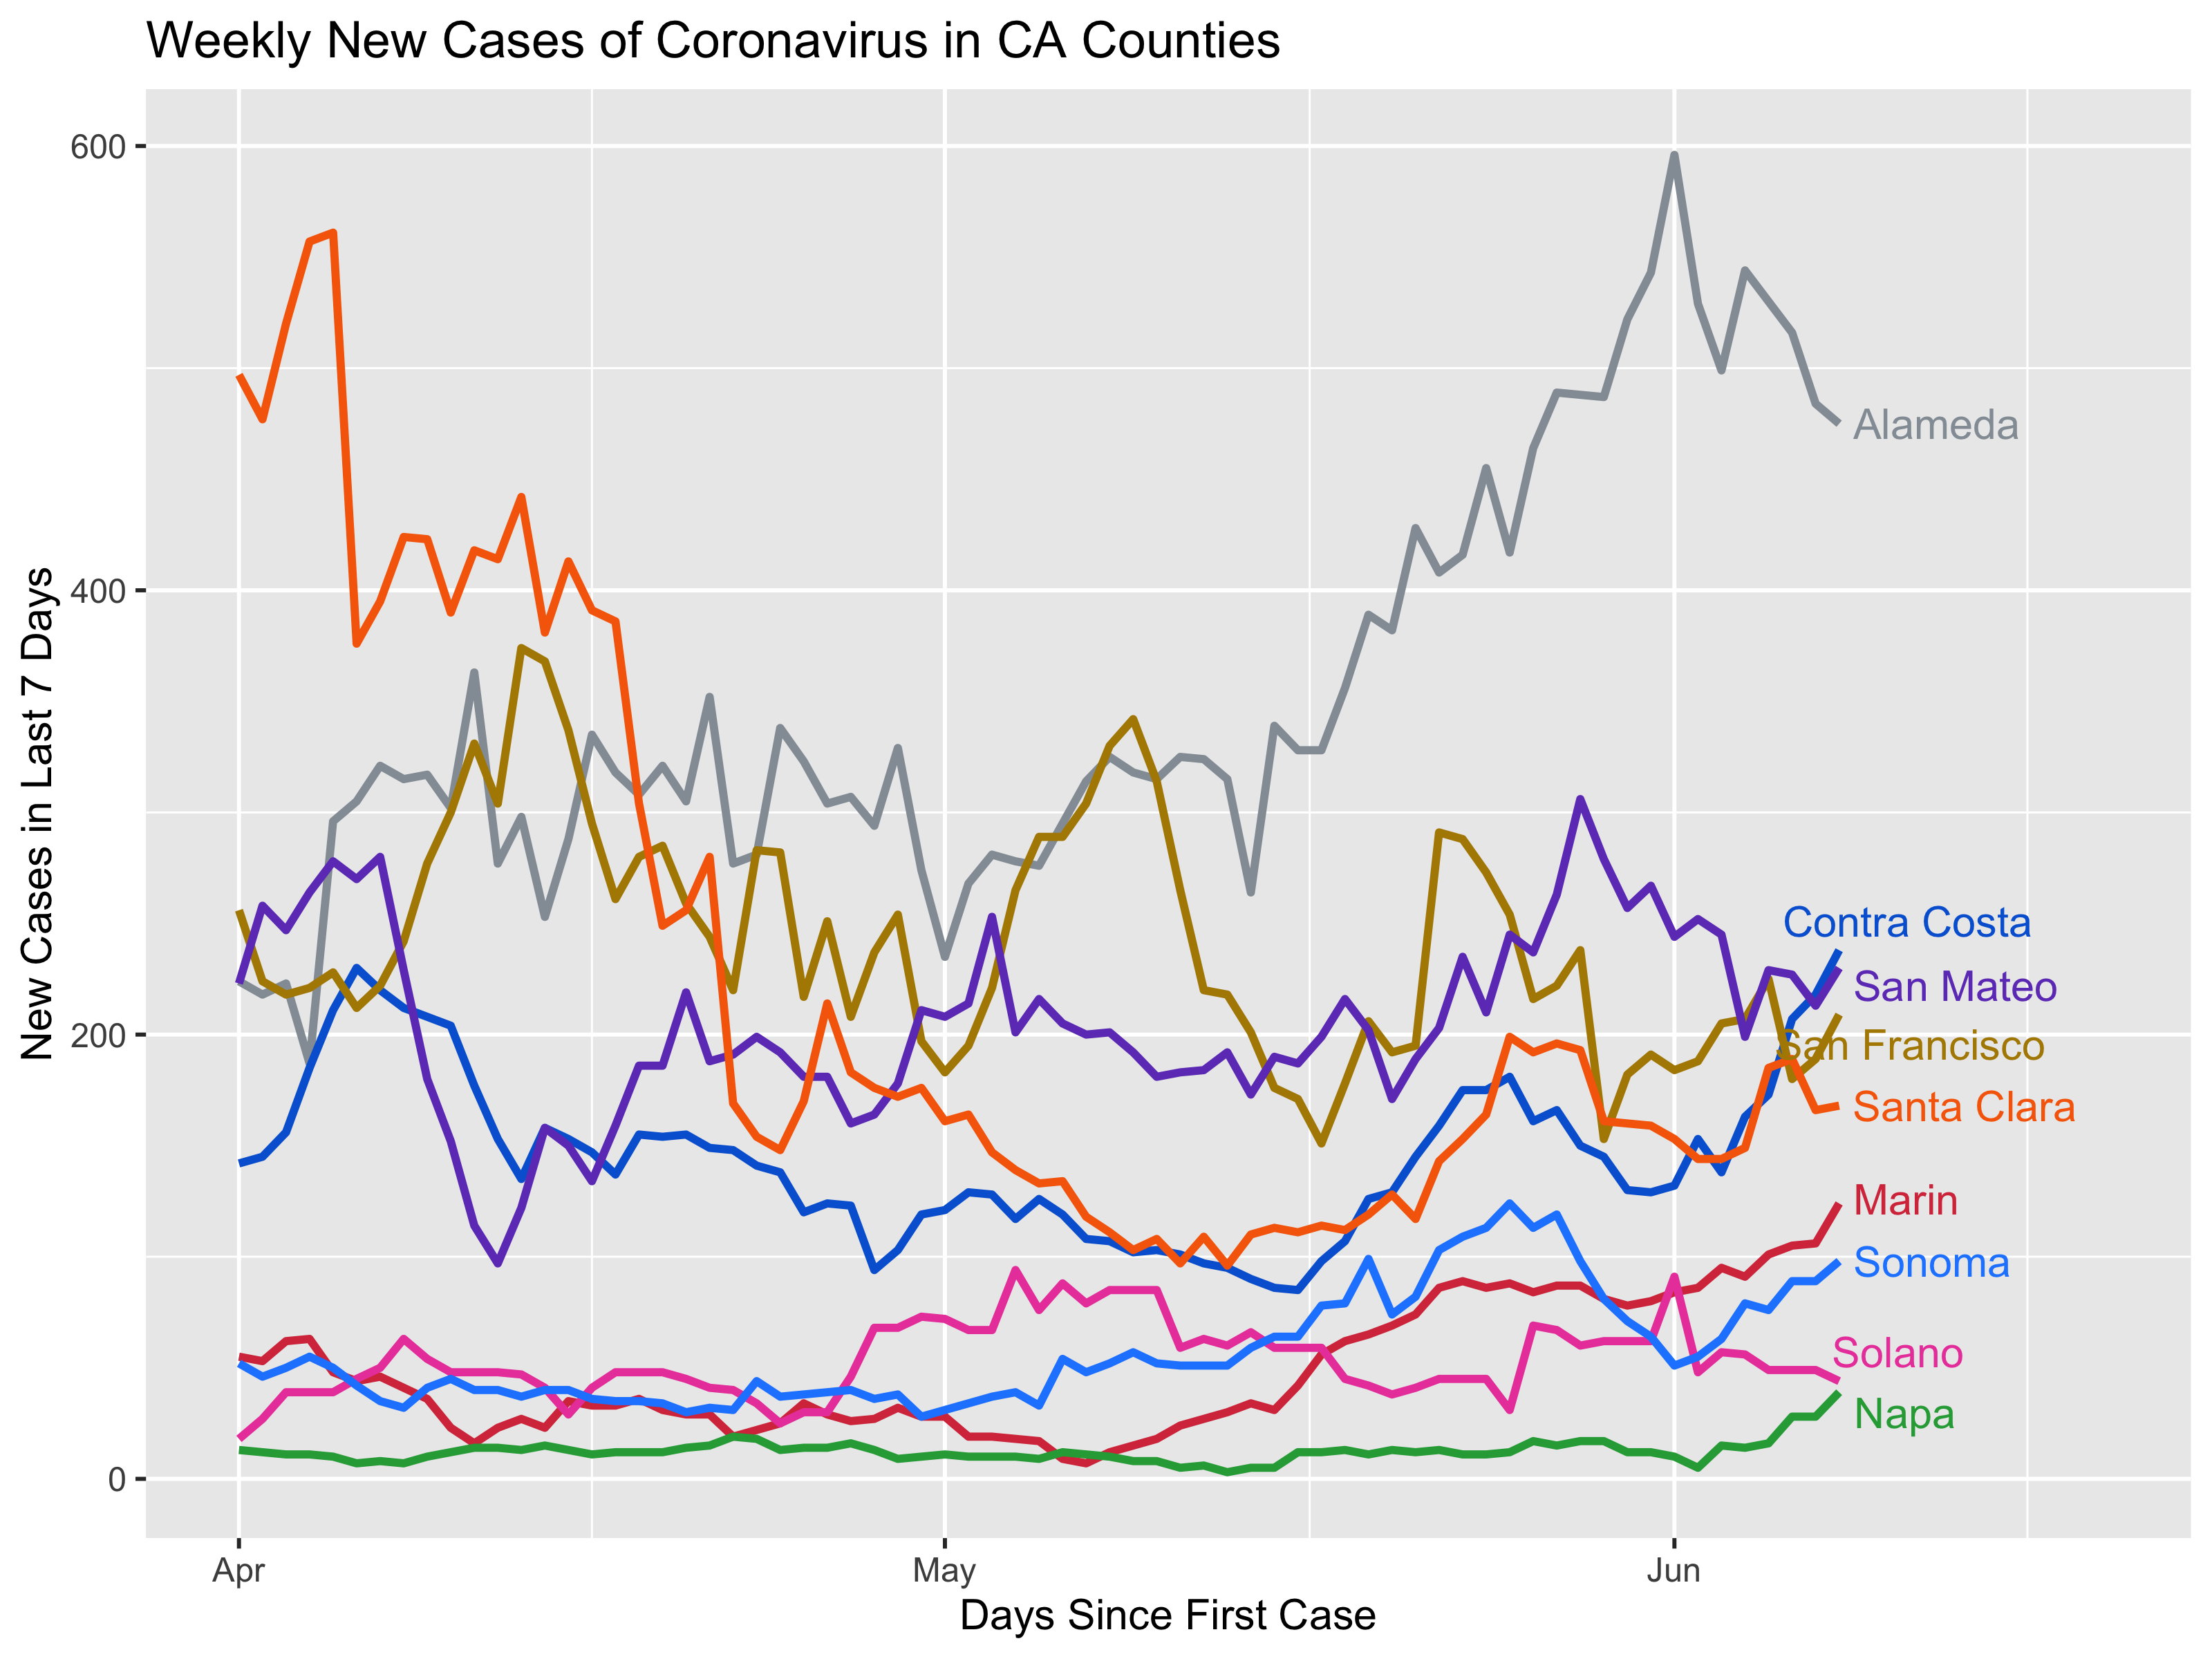 Weekly New Cases of Coronavirus in CA Counties
New Cases in Last 7 Days
600
400
200
0
Alameda
Contra Costa
San Mateo
San Francisco
Santa Clara
Marin
Sonoma
Solano
Napa
Apr
May
Jun
Days Since First Case